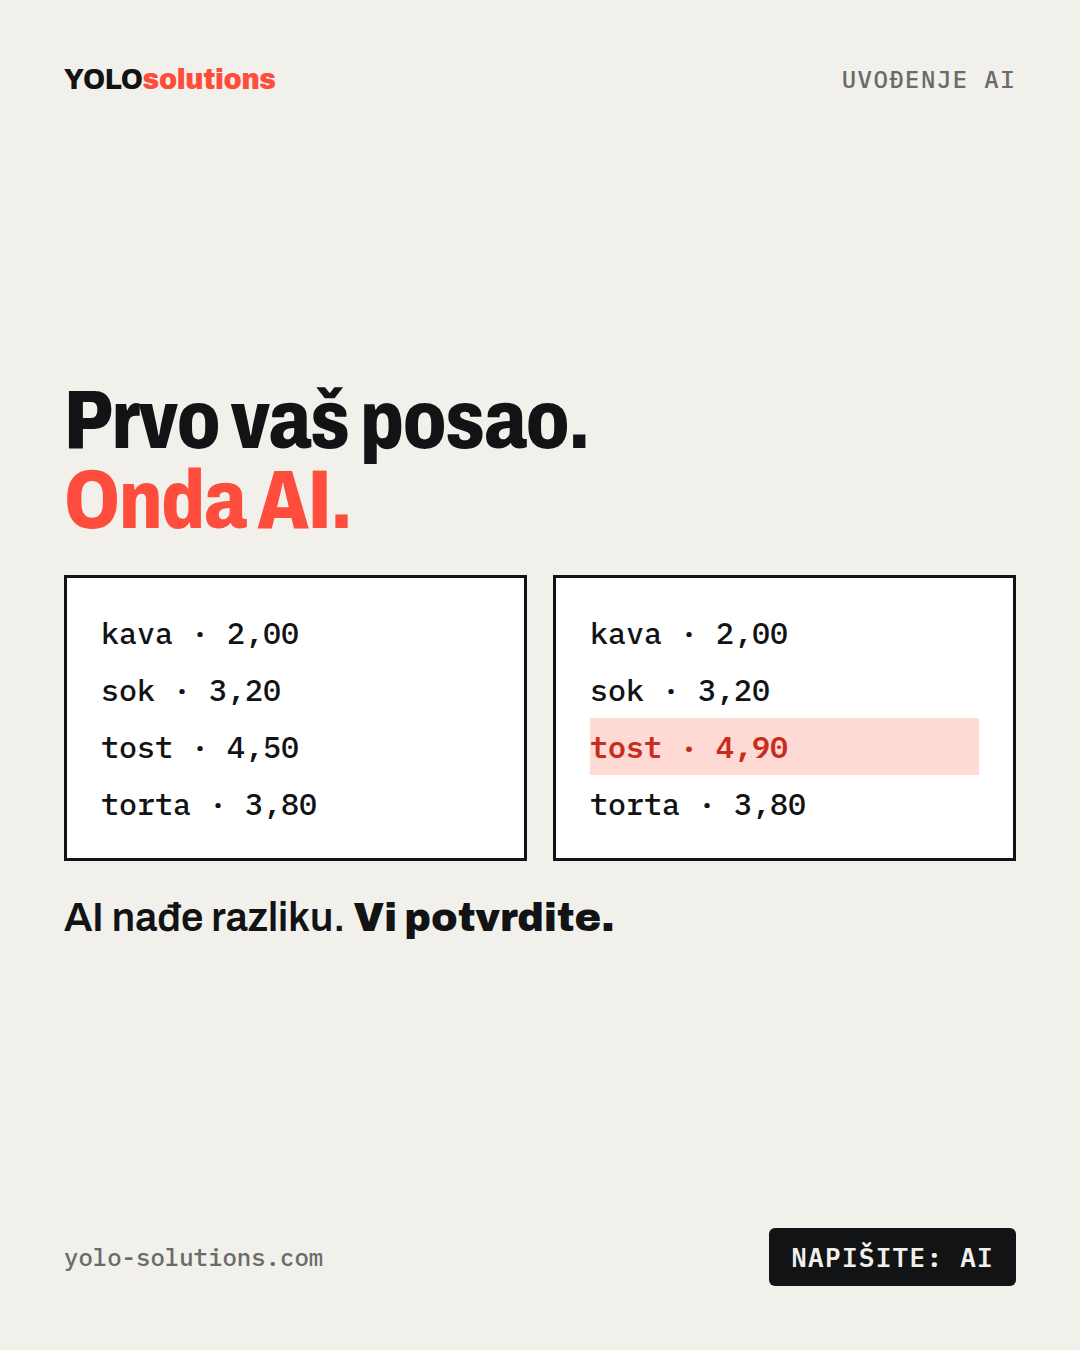 YOLOsolutions
UVOĐENJE AI
Prvo vaš posao.
Onda AI.
kava · 2,00
sok · 3,20
tost · 4,50
torta · 3,80
kava · 2,00
sok · 3,20
tost · 4,90
torta · 3,80
AI nađe razliku. Vi potvrdite.
yolo-solutions.com
NAPIŠITE: AI